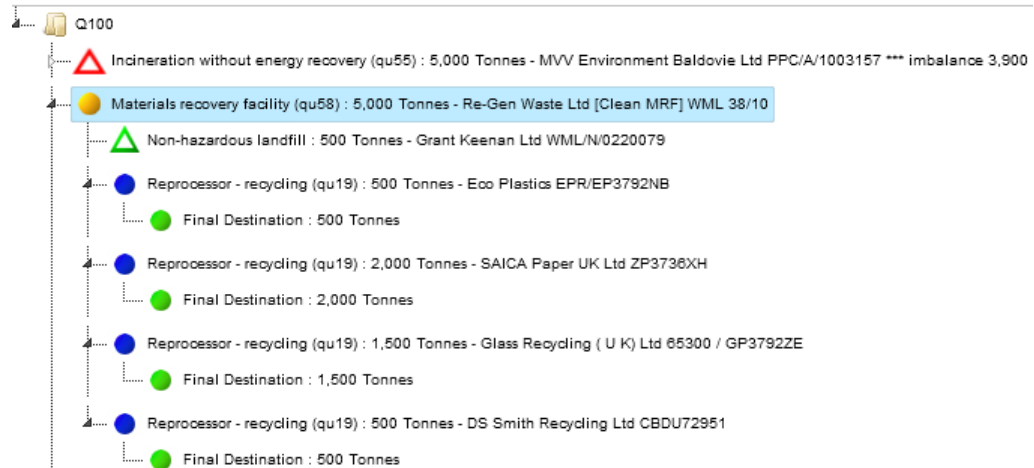 Q100
Incineration without energy recovery (qu55) : 5,000 Tonnes - MVV Environment Baldovie Ltd PPC/A/1003157 *** imbalance 3,900
Materials recovery facility (qu58) : 5,000 Tonnes - Re-Gen Waste Ltd [Clean MRF] WML 38/10
Non-hazardous landfill : 500 Tonnes - Grant Keenan Ltd WML/N/0220079
Reprocessor - recycling (qu19) : 500 Tonnes - Eco Plastics EPR/EP3792NB
Final Destination : 500 Tonnes
Reprocessor - recycling (qu19) : 2,000 Tonnes - SAICA Paper UK Ltd ZP3736XH
Final Destination : 2,000 Tonnes
Reprocessor - recycling (qu19) : 1,500 Tonnes - Glass Recycling ( U K) Ltd 65300 / GP3792ZE
Final Destination : 1,500 Tonnes
Reprocessor - recycling (qu19) : 500 Tonnes - DS Smith Recycling Ltd CBDU72951
Final Destination : 500 Tonnes